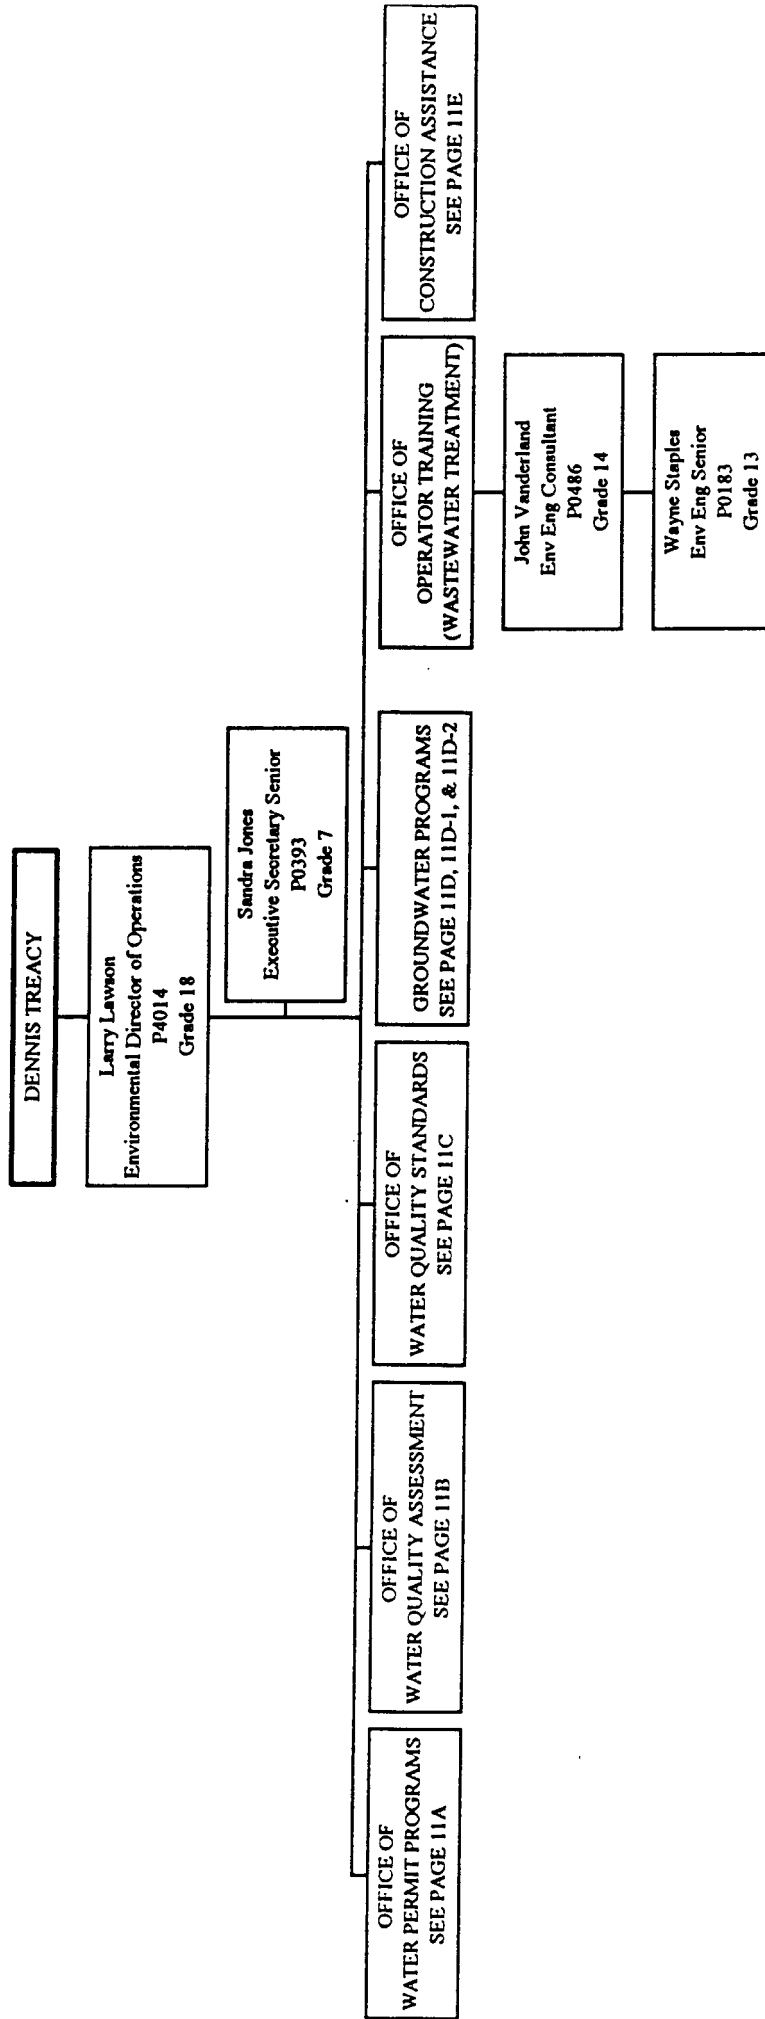 DENNIS TREACY
Larry Lawson
Environmental Director of Operations
P4014
Grade 18
Sandra Jones
Executive Secretary Senior
P0393
Grade 7
OFFICE OF
WATER PERMIT PROGRAMS
SEE PAGE 11A
OFFICE OF
WATER QUALITY ASSESSMENT
SEE PAGE 11B
OFFICE OF
WATER QUALITY STANDARDS
SEE PAGE 11C
GROUNDWATER PROGRAMS
SEE PAGE 11D, 11D-1, & 11D-2
OFFICE OF
OPERATOR TRAINING
(WASTEWATER TREATMENT)
John Vanderland
Env Eng Consultant
P0486
Grade 14
Wayne Staples
Env Eng Senior
P0183
Grade 13
OFFICE OF
CONSTRUCTION ASSISTANCE
SEE PAGE 11E